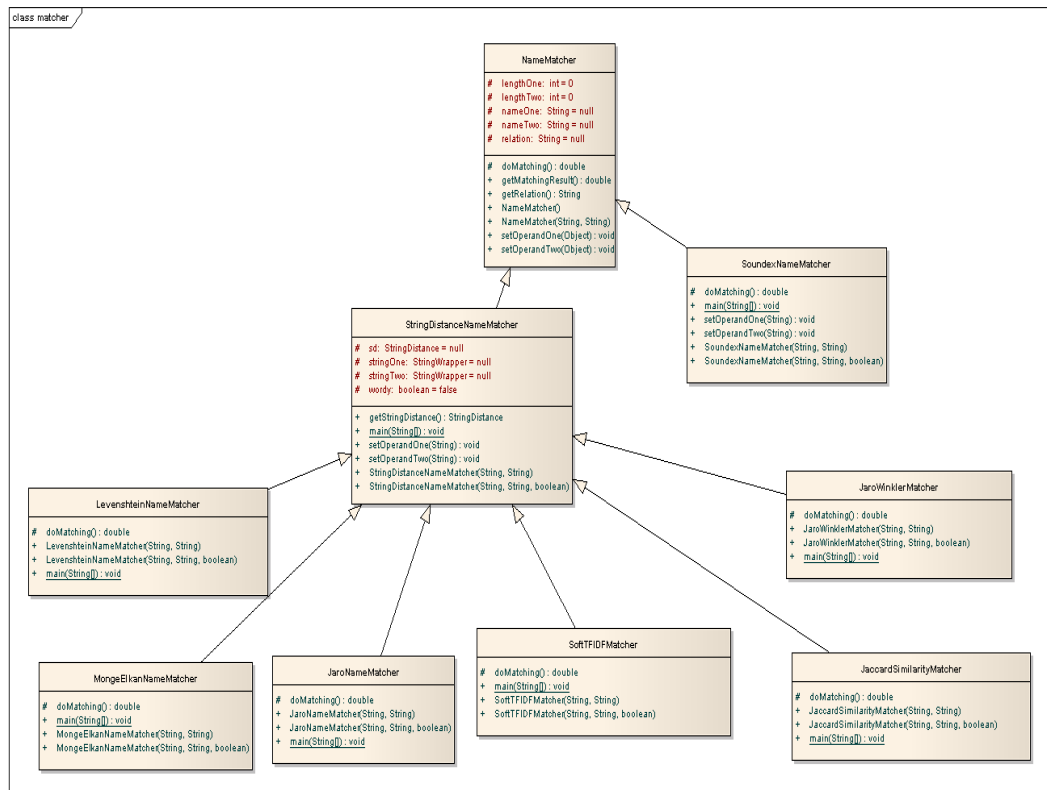 class matcher
NameMatcher
# lengthOne: int = 0
# lengthTwo: int = 0
# nameOne: String = null
# nameTwo: String = null
# relation: String = null
# doMatching() : double
+ getMatchingResult() : double
+ getRelation() : String
+ NameMatcher()
+ NameMatcher(String, String)
+ setOperandOne(Object) : void
+ setOperandTwo(Object) : void
SoundexNameMatcher
# doMatching() : double
+ main(String[]) : void
+ setOperandOne(String) : void
+ setOperandTwo(String) : void
+ SoundexNameMatcher(String, String)
+ SoundexNameMatcher(String, String, boolean)
StringDistanceNameMatcher
# sd: StringDistance = null
# stringOne: StringWrapper = null
# stringTwo: StringWrapper = null
# wordy: boolean = false
+ getStringDistance() : StringDistance
+ main(String[]) : void
+ setOperandOne(String) : void
+ setOperandTwo(String) : void
+ StringDistanceNameMatcher(String, String)
+ StringDistanceNameMatcher(String, String, boolean)
LevenshteinNameMatcher
# doMatching() : double
+ LevenshteinNameMatcher(String, String)
+ LevenshteinNameMatcher(String, String, boolean)
+ main(String[]) : void
JaroWinklerMatcher
# doMatching() : double
+ JaroWinklerMatcher(String, String)
+ JaroWinklerMatcher(String, String, boolean)
+ main(String[]) : void
MongeElkanNameMatcher
# doMatching() : double
+ main(String[]) : void
+ MongeElkanNameMatcher(String, String)
+ MongeElkanNameMatcher(String, String, boolean)
JaroNameMatcher
# doMatching() : double
+ JaroNameMatcher(String, String)
+ JaroNameMatcher(String, String, boolean)
+ main(String[]) : void
SoftTFIDFMatcher
# doMatching() : double
+ main(String[]) : void
+ SoftTFIDFMatcher(String, String)
+ SoftTFIDFMatcher(String, String, boolean)
JaccardSimilarityMatcher
# doMatching() : double
+ JaccardSimilarityMatcher(String, String)
+ JaccardSimilarityMatcher(String, String, boolean)
+ main(String[]) : void